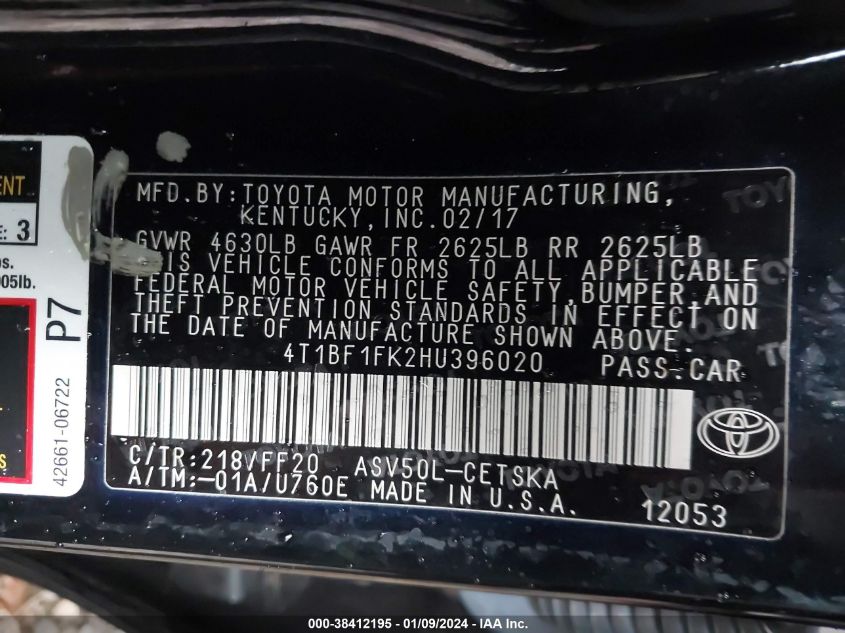 ENT
E: 3
s.
005lb.
P7
42661-06722
S
MFD.BY:TOYOTA MOTOR MANUFACTURING,
KENTUCKY,INC.02/17
GVWR 4630LB GAWR FR 2625LB RR 2625LB
THIS VEHICLE CONFORMS TO ALL APPLICABLE
FEDERAL MOTOR VEHICLE SAFETY,BUMPER,AND
THEFT PREVENTION STANDARDS IN EFFECT ON
THE DATE OF MANUFACTURE SHOWN ABOVE.
4T1BF1FK2HU396020 PASS.CAR
C/TR:218VFF20 ASV50L-CETSKA
A/TM:-01A/U760E MADE IN U.S.A.
12053
000-38412195 - 01/09/2024 - IAA Inc.